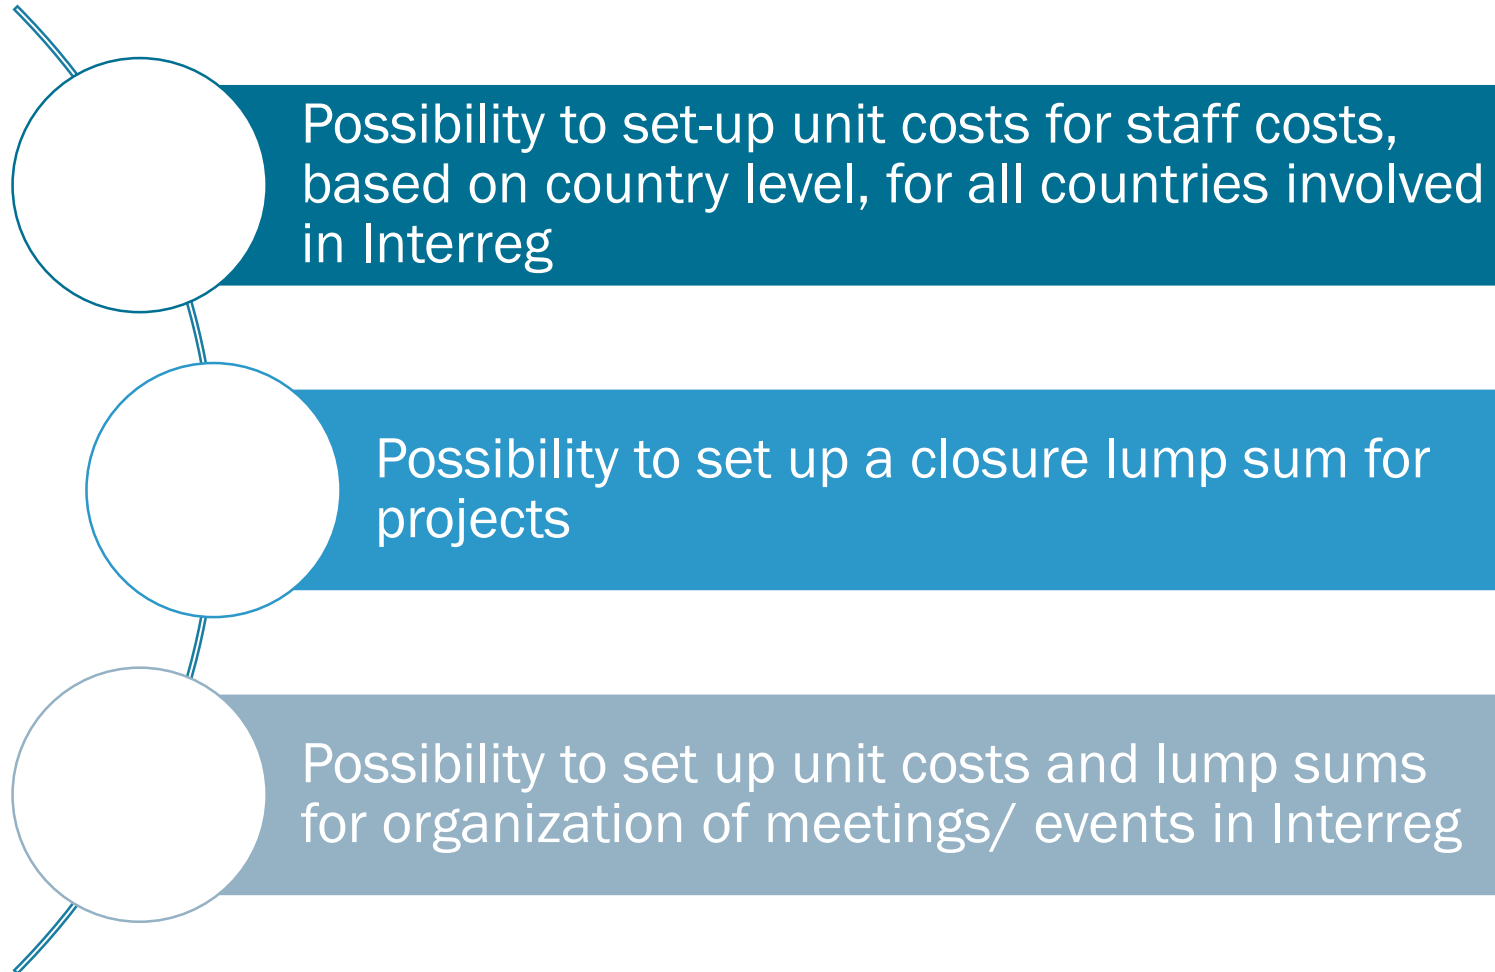 Possibility to set-up unit costs for staff costs,
based on country level, for all countries involved
in Interreg
Possibility to set up a closure lump sum for
projects
Possibility to set up unit costs and lump sums
for organization of meetings/ events in Interreg